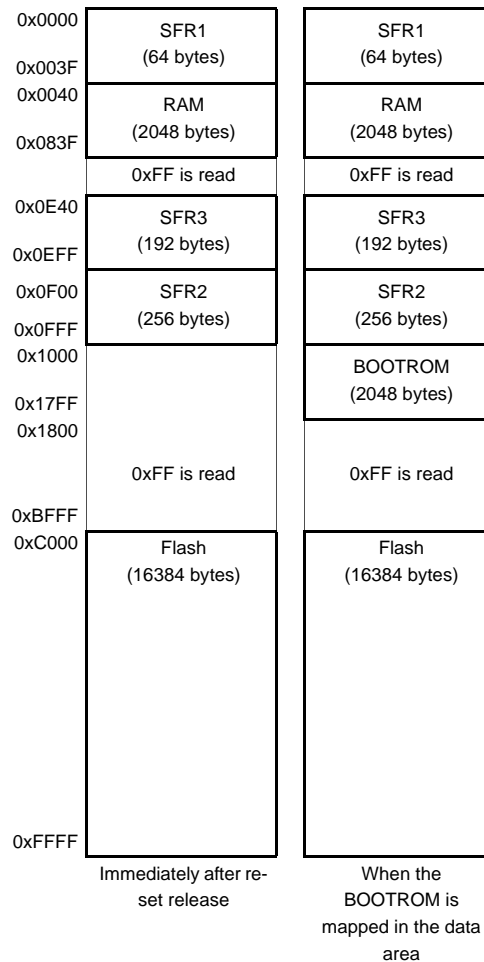 0x0000
SFR1
(64 bytes)
SFR1
(64 bytes)
0x003F
0x0040
RAM
(2048 bytes)
RAM
(2048 bytes)
0x083F
0xFF is read
0xFF is read
0x0E40
SFR3
(192 bytes)
SFR3
(192 bytes)
0x0EFF
0x0F00
SFR2
(256 bytes)
SFR2
(256 bytes)
0x0FFF
0x1000
BOOTROM
(2048 bytes)
0x17FF
0x1800
0xFF is read
0xFF is read
0xBFFF
0xC000
Flash
(16384 bytes)
Flash
(16384 bytes)
0xFFFF
Immediately after re-
set release
When the
BOOTROM is
mapped in the data
area